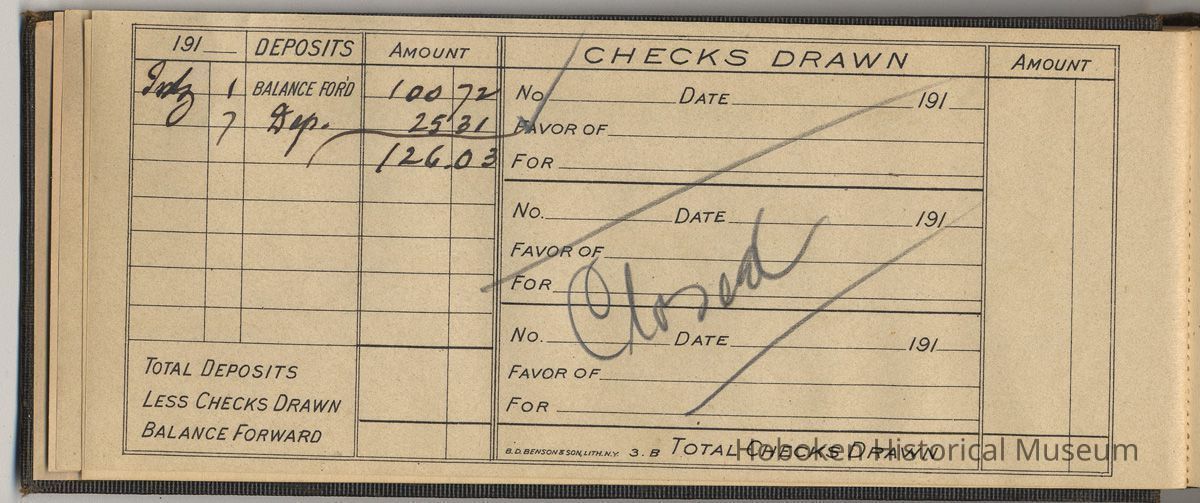 191__ DEPOSITS AMOUNT CHECKS DRAWN AMOUNT
1 BALANCE FOR'D 100 72
7 Dep. 25 31
126.03
No. DATE 191
FAVOR OF
FOR
No. DATE 191
FAVOR OF
FOR
Closed
No. DATE 191
FAVOR OF
FOR
TOTAL DEPOSITS
LESS CHECKS DRAWN
BALANCE FORWARD
B.D. BENSON & SON, LITH. N.Y. 3. B TOTAL CHECKS DRAWN
Hoboken Historical Museum